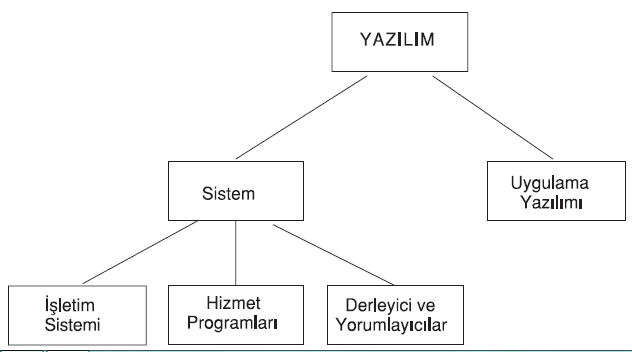 YAZILIM
Sistem
Uygulama
Yazılımı
İşletim
Sistemi
Hizmet
Programları
Derleyici ve
Yorumlayıcılar